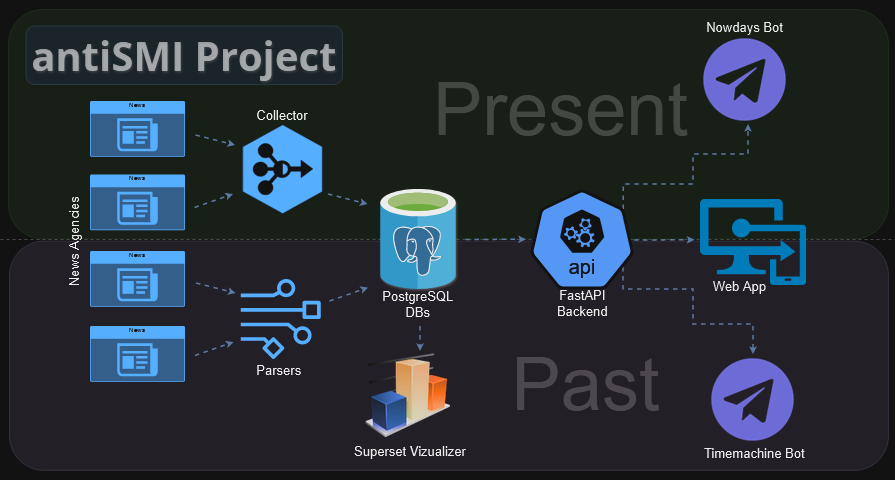 antiSMI Project
Nowdays Bot
Present
Collector
News
News
News
News
News Agencies
api
Web App
PostgreSQL
DBs
FastAPI
Backend
Parsers
Past
Superset Vizualizer
Timemachine Bot